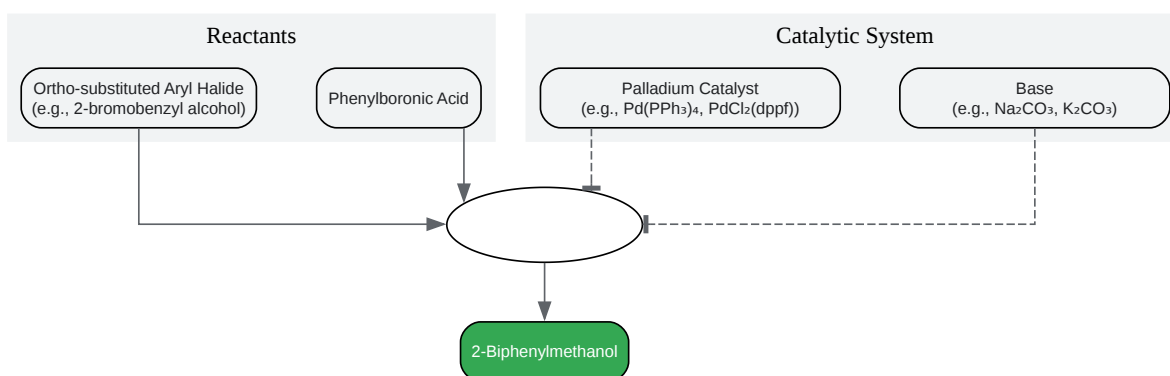 Reactants
Catalytic System
Ortho-substituted Aryl Halide
(e.g., 2-bromobenzyl alcohol)
Phenylboronic Acid
Palladium Catalyst
(e.g., Pd(PPh₃)₄, PdCl₂(dppf))
Base
(e.g., Na₂CO₃, K₂CO₃)
2-Biphenylmethanol